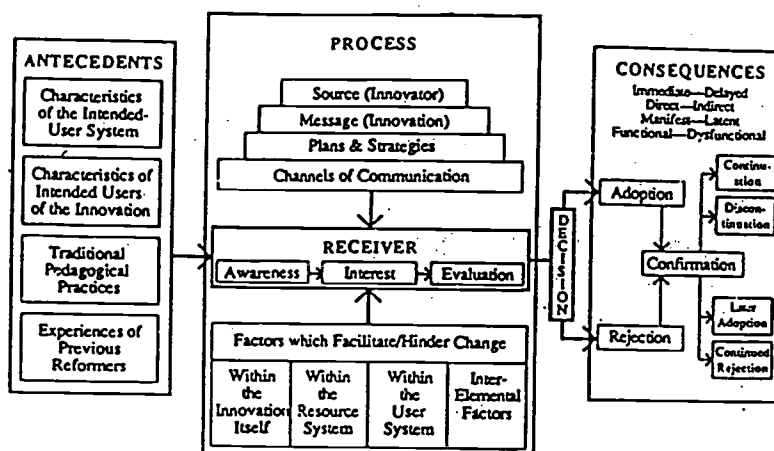 ANTECEDENTS
Characteristics
of the Intended-
User System
Characteristics
of Intended Users
of the Innovation
Traditional
Pedagogical
Practices
Experiences of
Previous
Reformers
PROCESS
Source (Innovator)
Message (Innovation)
Plans & Strategies
Channels of Communication
RECEIVER
Awareness
Interest
Evaluation
Factors which Facilitate/Hinder Change
Within
the
Innovation
Itself
Within
the
Resource
System
Within
the
User
System
Inter-
Elemental
Factors
DECISION
CONSEQUENCES
Immediate—Delayed
Direct—Indirect
Manifest—Latent
Functional—Dysfunctional
Adoption
Rejection
Confirmation
Continu-
ation
Discon-
tinuation
Later
Adoption
Continued
Rejection